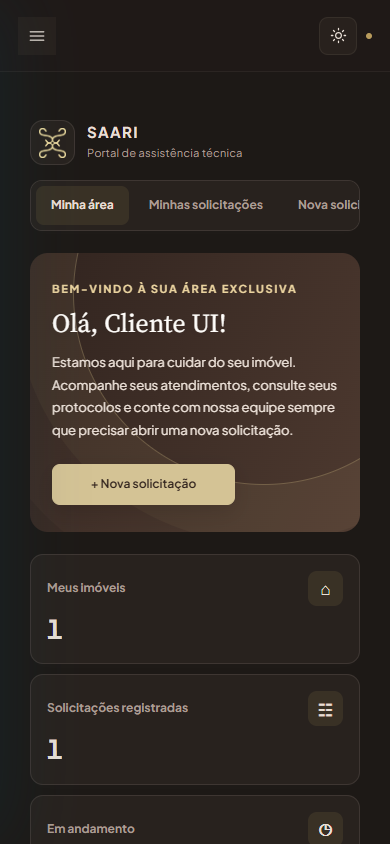 SAARI
Portal de assistência técnica
Minha área
Minhas solicitações
Nova solici
BEM-VINDO À SUA ÁREA EXCLUSIVA
Olá, Cliente UI!
Estamos aqui para cuidar do seu imóvel.
Acompanhe seus atendimentos, consulte seus
protocolos e conte com nossa equipe sempre
que precisar abrir uma nova solicitação.
+ Nova solicitação
Meus imóveis
1
Solicitações registradas
1
Em andamento